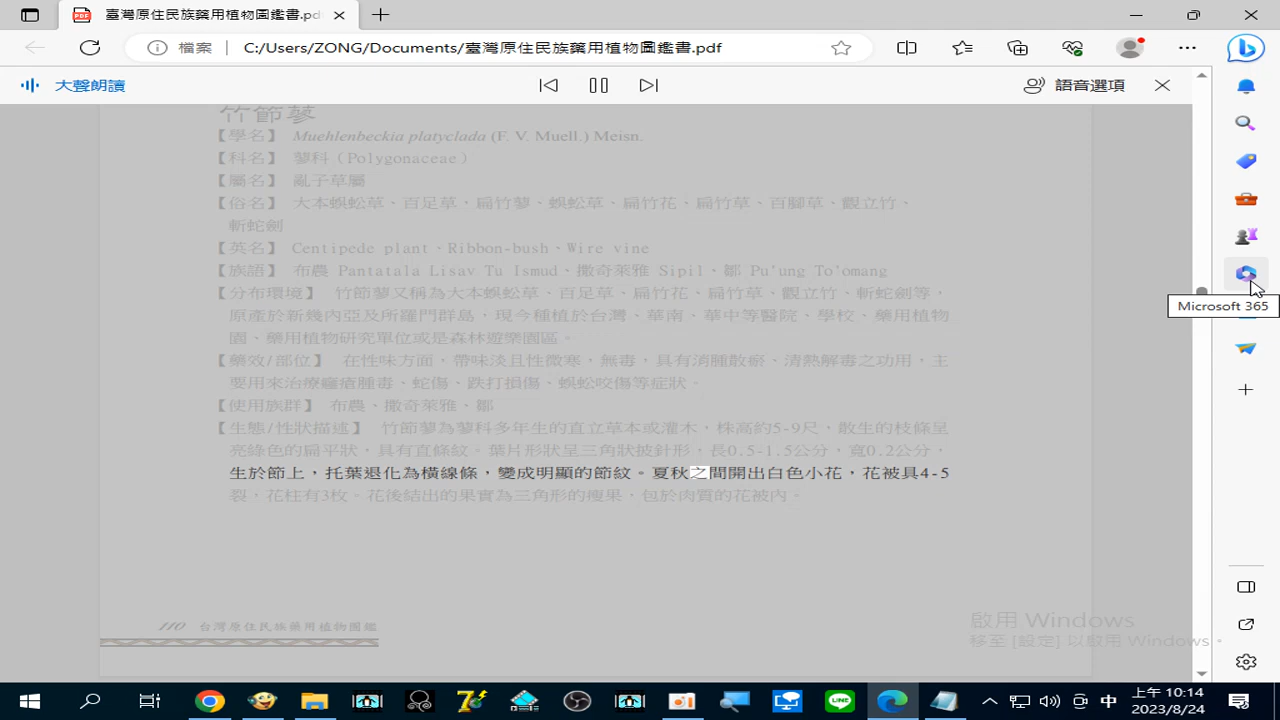 臺灣原住民族藥用植物圖鑑書.pdf
檔案 C:/Users/ZONG/Documents/臺灣原住民族藥用植物圖鑑書.pdf
大聲朗讀
語音選項
竹節蓼
【學名】 Muehlenbeckia platyclada (F. V. Muell.) Meisn.
【科名】 蓼科（Polygonaceae）
【屬名】 亂子草屬
【俗名】 大本蜈蚣草、百足草、扁竹蓼、蜈蚣草、扁竹花、扁竹草、百腳草、觀立竹、
斬蛇劍
【英名】 Centipede plant、Ribbon-bush、Wire vine
【族語】 布農 Pantatala Lisav Tu Ismud、撒奇萊雅 Sipil、鄒 Pu'ung To'omang
【分布環境】 竹節蓼又稱為大本蜈蚣草、百足草、扁竹花、扁竹草、觀立竹、斬蛇劍等，
原產於新幾內亞及所羅門群島，現今種植於台灣、華南、華中等醫院、學校、藥用植物
園、藥用植物研究單位或是森林遊樂園區。
【藥效/部位】 在性味方面，帶味淡且性微寒，無毒，具有消腫散瘀、清熱解毒之功用，主
要用來治療癰瘡腫毒、蛇傷、跌打損傷、蜈蚣咬傷等症狀。
【使用族群】 布農、撒奇萊雅、鄒
【生態/性狀描述】 竹節蓼為蓼科多年生的直立草本或灌木，株高約5-9尺，散生的枝條呈
亮綠色的扁平狀，具有直條紋。葉片形狀呈三角狀披針形，長0.5-1.5公分，寬0.2公分，
生於節上，托葉退化為橫線條，變成明顯的節紋。夏秋之間開出白色小花，花被具4-5
裂，花柱有3枚。花後結出的果實為三角形的瘦果，包於肉質的花被內。
110 台灣原住民族藥用植物圖鑑
Microsoft 365
啟用 Windows
移至 [設定] 以啟用 Windows。
中
上午 10:14
2023/8/24